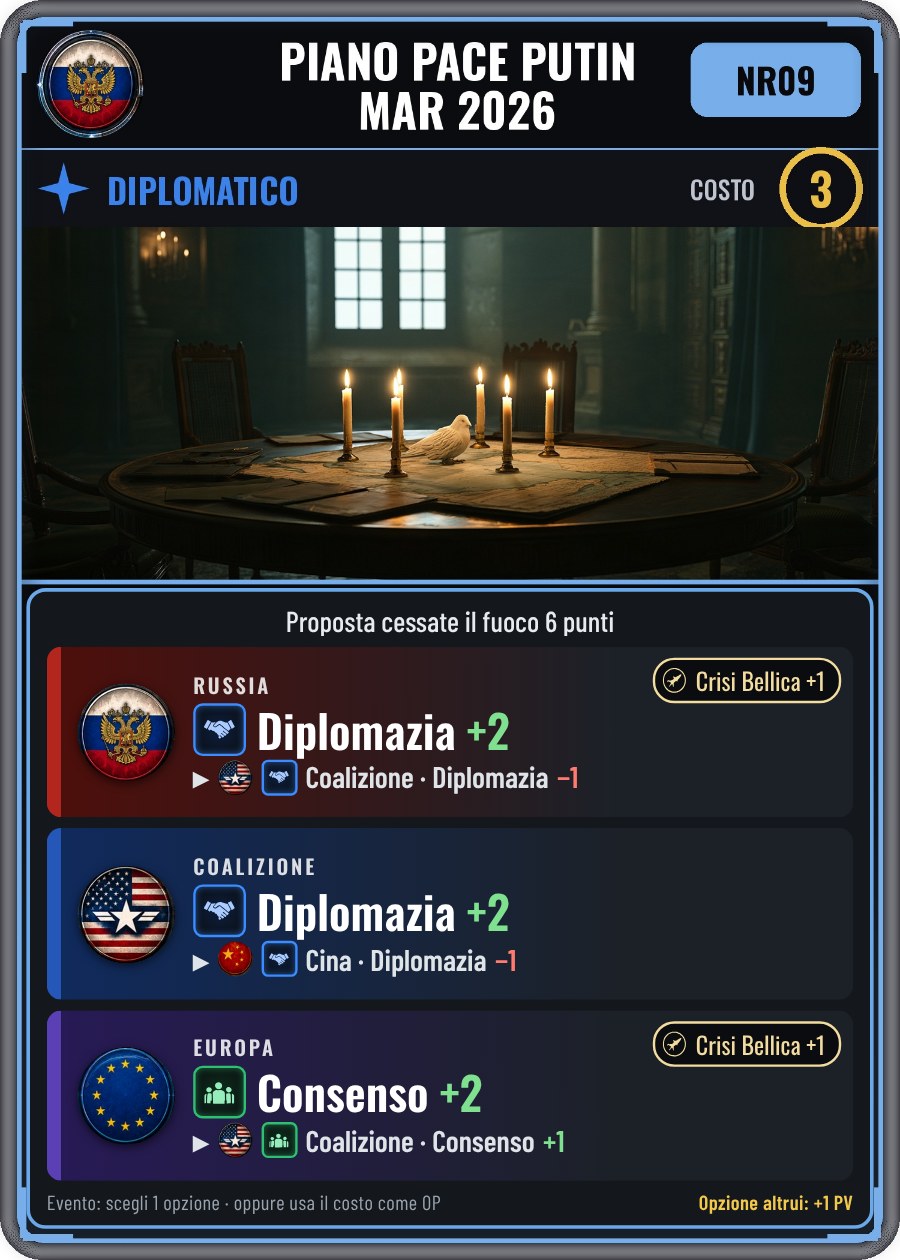 PIANO PACE PUTIN
MAR 2026
NR09
DIPLOMATICO
COSTO
3
Proposta cessate il fuoco 6 punti
RUSSIA
Crisi Bellica +1
Diplomazia +2
▶ Coalizione · Diplomazia −1
COALIZIONE
Diplomazia +2
▶ Cina · Diplomazia −1
EUROPA
Crisi Bellica +1
Consenso +2
▶ Coalizione · Consenso +1
Evento: scegli 1 opzione · oppure usa il costo come OP
Opzione altrui: +1 PV